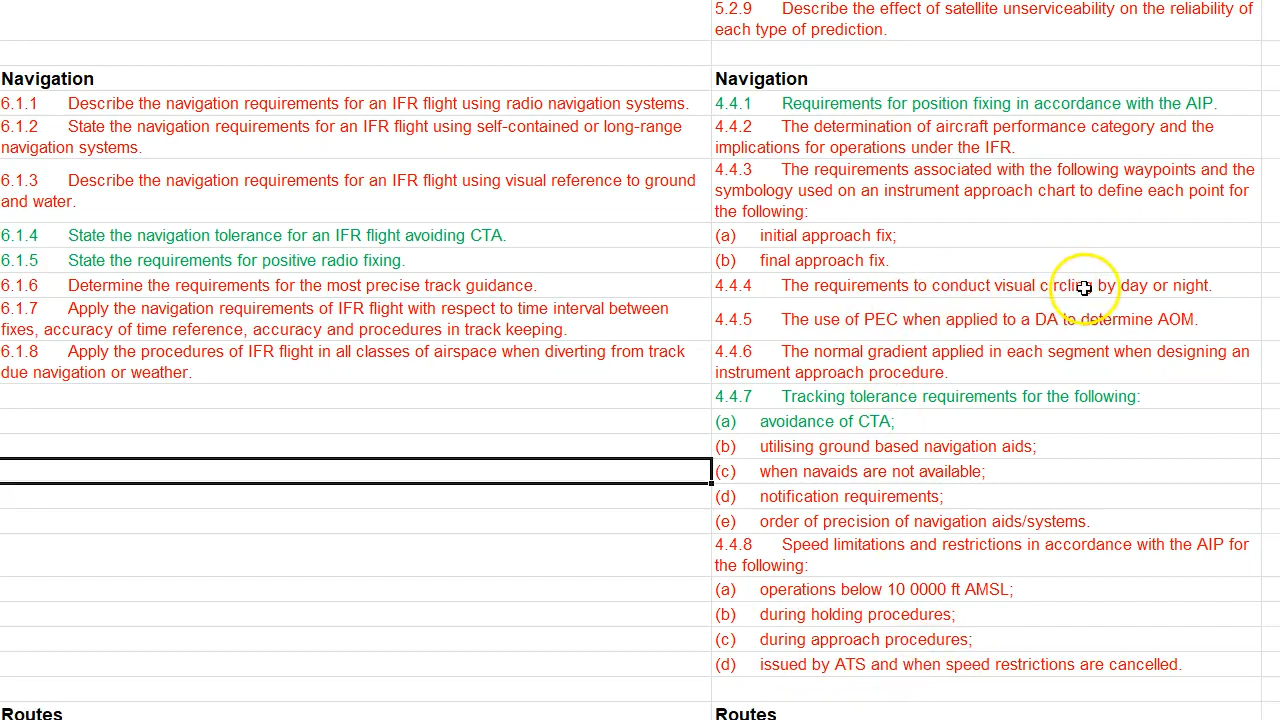 5.2.9 Describe the effect of satellite unserviceability on the reliability of
each type of prediction.
Navigation
6.1.1 Describe the navigation requirements for an IFR flight using radio navigation systems.
6.1.2 State the navigation requirements for an IFR flight using self-contained or long-range
navigation systems.
6.1.3 Describe the navigation requirements for an IFR flight using visual reference to ground
and water.
6.1.4 State the navigation tolerance for an IFR flight avoiding CTA.
6.1.5 State the requirements for positive radio fixing.
6.1.6 Determine the requirements for the most precise track guidance.
6.1.7 Apply the navigation requirements of IFR flight with respect to time interval between
fixes, accuracy of time reference, accuracy and procedures in track keeping.
6.1.8 Apply the procedures of IFR flight in all classes of airspace when diverting from track
due navigation or weather.
Routes
Navigation
4.4.1 Requirements for position fixing in accordance with the AIP.
4.4.2 The determination of aircraft performance category and the
implications for operations under the IFR.
4.4.3 The requirements associated with the following waypoints and the
symbology used on an instrument approach chart to define each point for
the following:
(a) initial approach fix;
(b) final approach fix.
4.4.4 The requirements to conduct visual circling by day or night.
4.4.5 The use of PEC when applied to a DA to determine AOM.
4.4.6 The normal gradient applied in each segment when designing an
instrument approach procedure.
4.4.7 Tracking tolerance requirements for the following:
(a) avoidance of CTA;
(b) utilising ground based navigation aids;
(c) when navaids are not available;
(d) notification requirements;
(e) order of precision of navigation aids/systems.
4.4.8 Speed limitations and restrictions in accordance with the AIP for
the following:
(a) operations below 10 0000 ft AMSL;
(b) during holding procedures;
(c) during approach procedures;
(d) issued by ATS and when speed restrictions are cancelled.
Routes